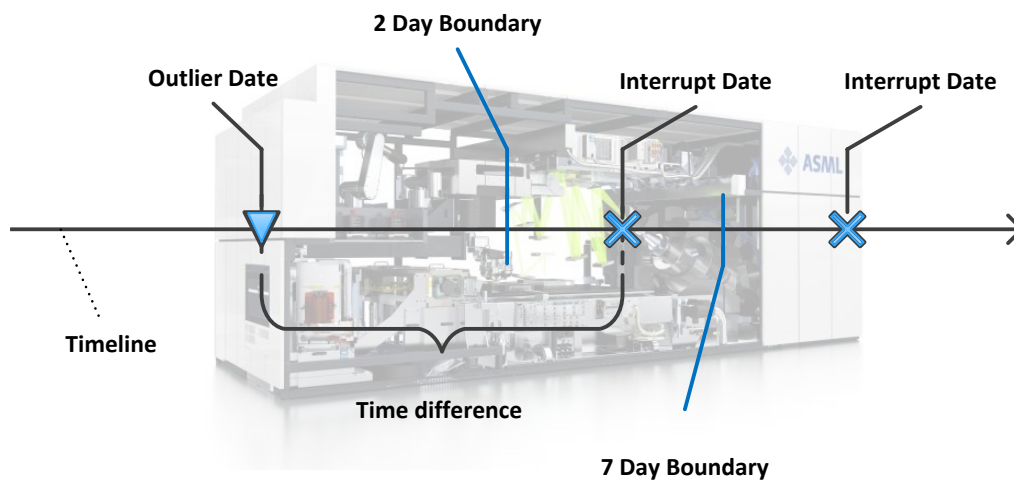 2 Day Boundary
Outlier Date
Interrupt Date
Interrupt Date
ASML
Timeline
Time difference
7 Day Boundary